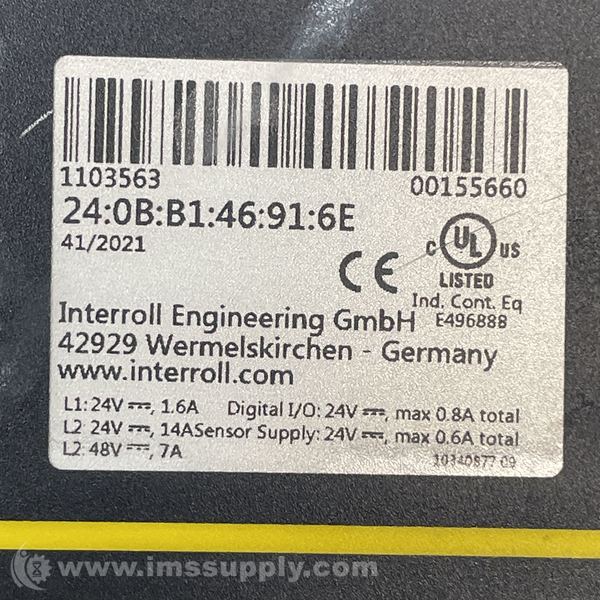 1103563 00155660
24:0B:B1:46:91:6E
41/2021
C UL US
LISTED
CE
Ind. Cont. Eq
E496888
Interroll Engineering GmbH
42929 Wermelskirchen - Germany
www.interroll.com
L1: 24V ⎓, 1.6A Digital I/O: 24V ⎓, max 0.8A total
L2: 24V ⎓, 14ASensor Supply: 24V ⎓, max 0.6A total
L2: 48V ⎓, 7A
10340877 09
www.imssupply.com